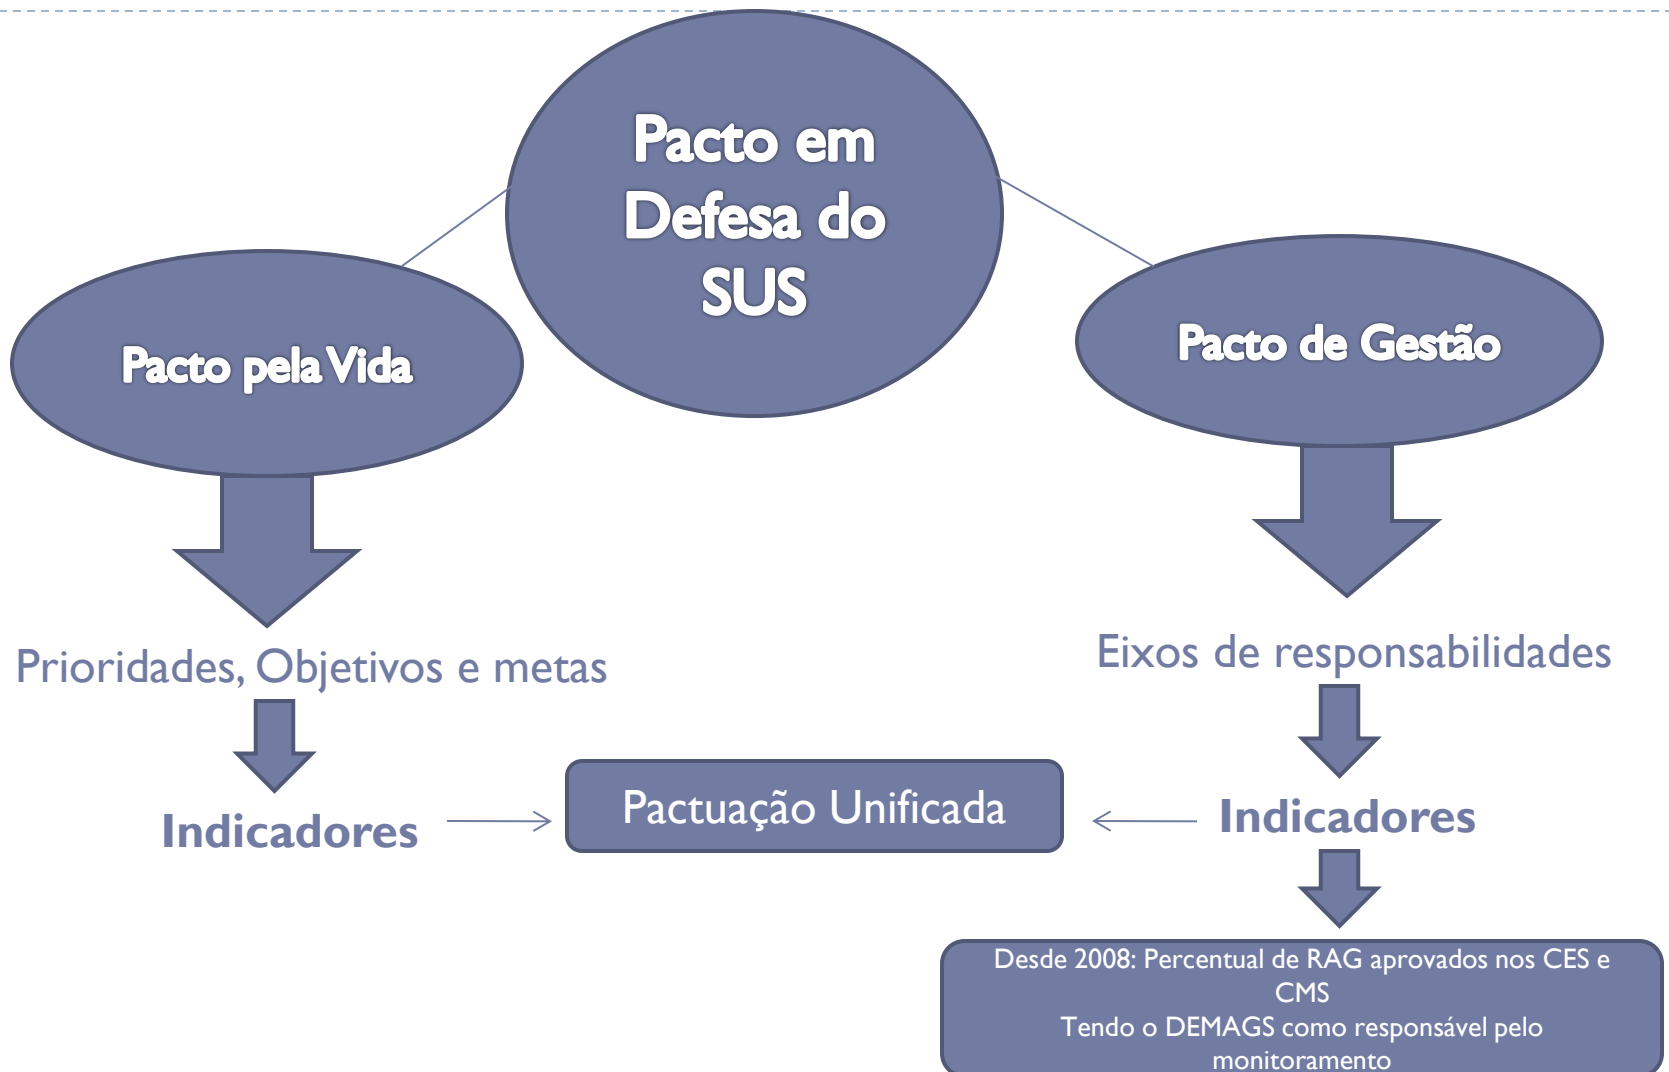 Pacto em
Defesa do
SUS
Pacto pela Vida
Pacto de Gestão
Prioridades, Objetivos e metas
Eixos de responsabilidades
Indicadores
Pactuação Unificada
Indicadores
Desde 2008: Percentual de RAG aprovados nos CES e
CMS
Tendo o DEMAGS como responsável pelo
monitoramento